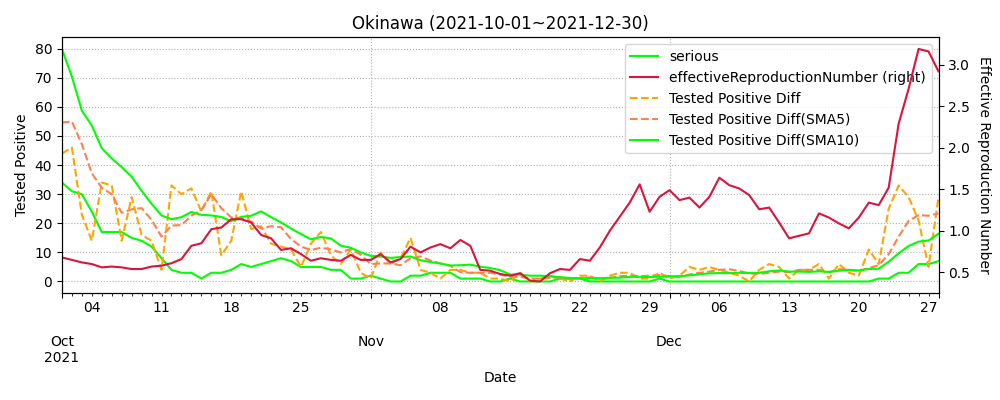 Okinawa (2021-10-01~2021-12-30)
80
70
60
50
40
30
20
10
0
Tested Positive
serious
effectiveReproductionNumber (right)
Tested Positive Diff
Tested Positive Diff(SMA5)
Tested Positive Diff(SMA10)
3.0
2.5
2.0
1.5
1.0
0.5
Effective Reproduction Number
04 11 18 25 08 15 22 29 06 13 20 27
Oct Nov Dec
2021
Date